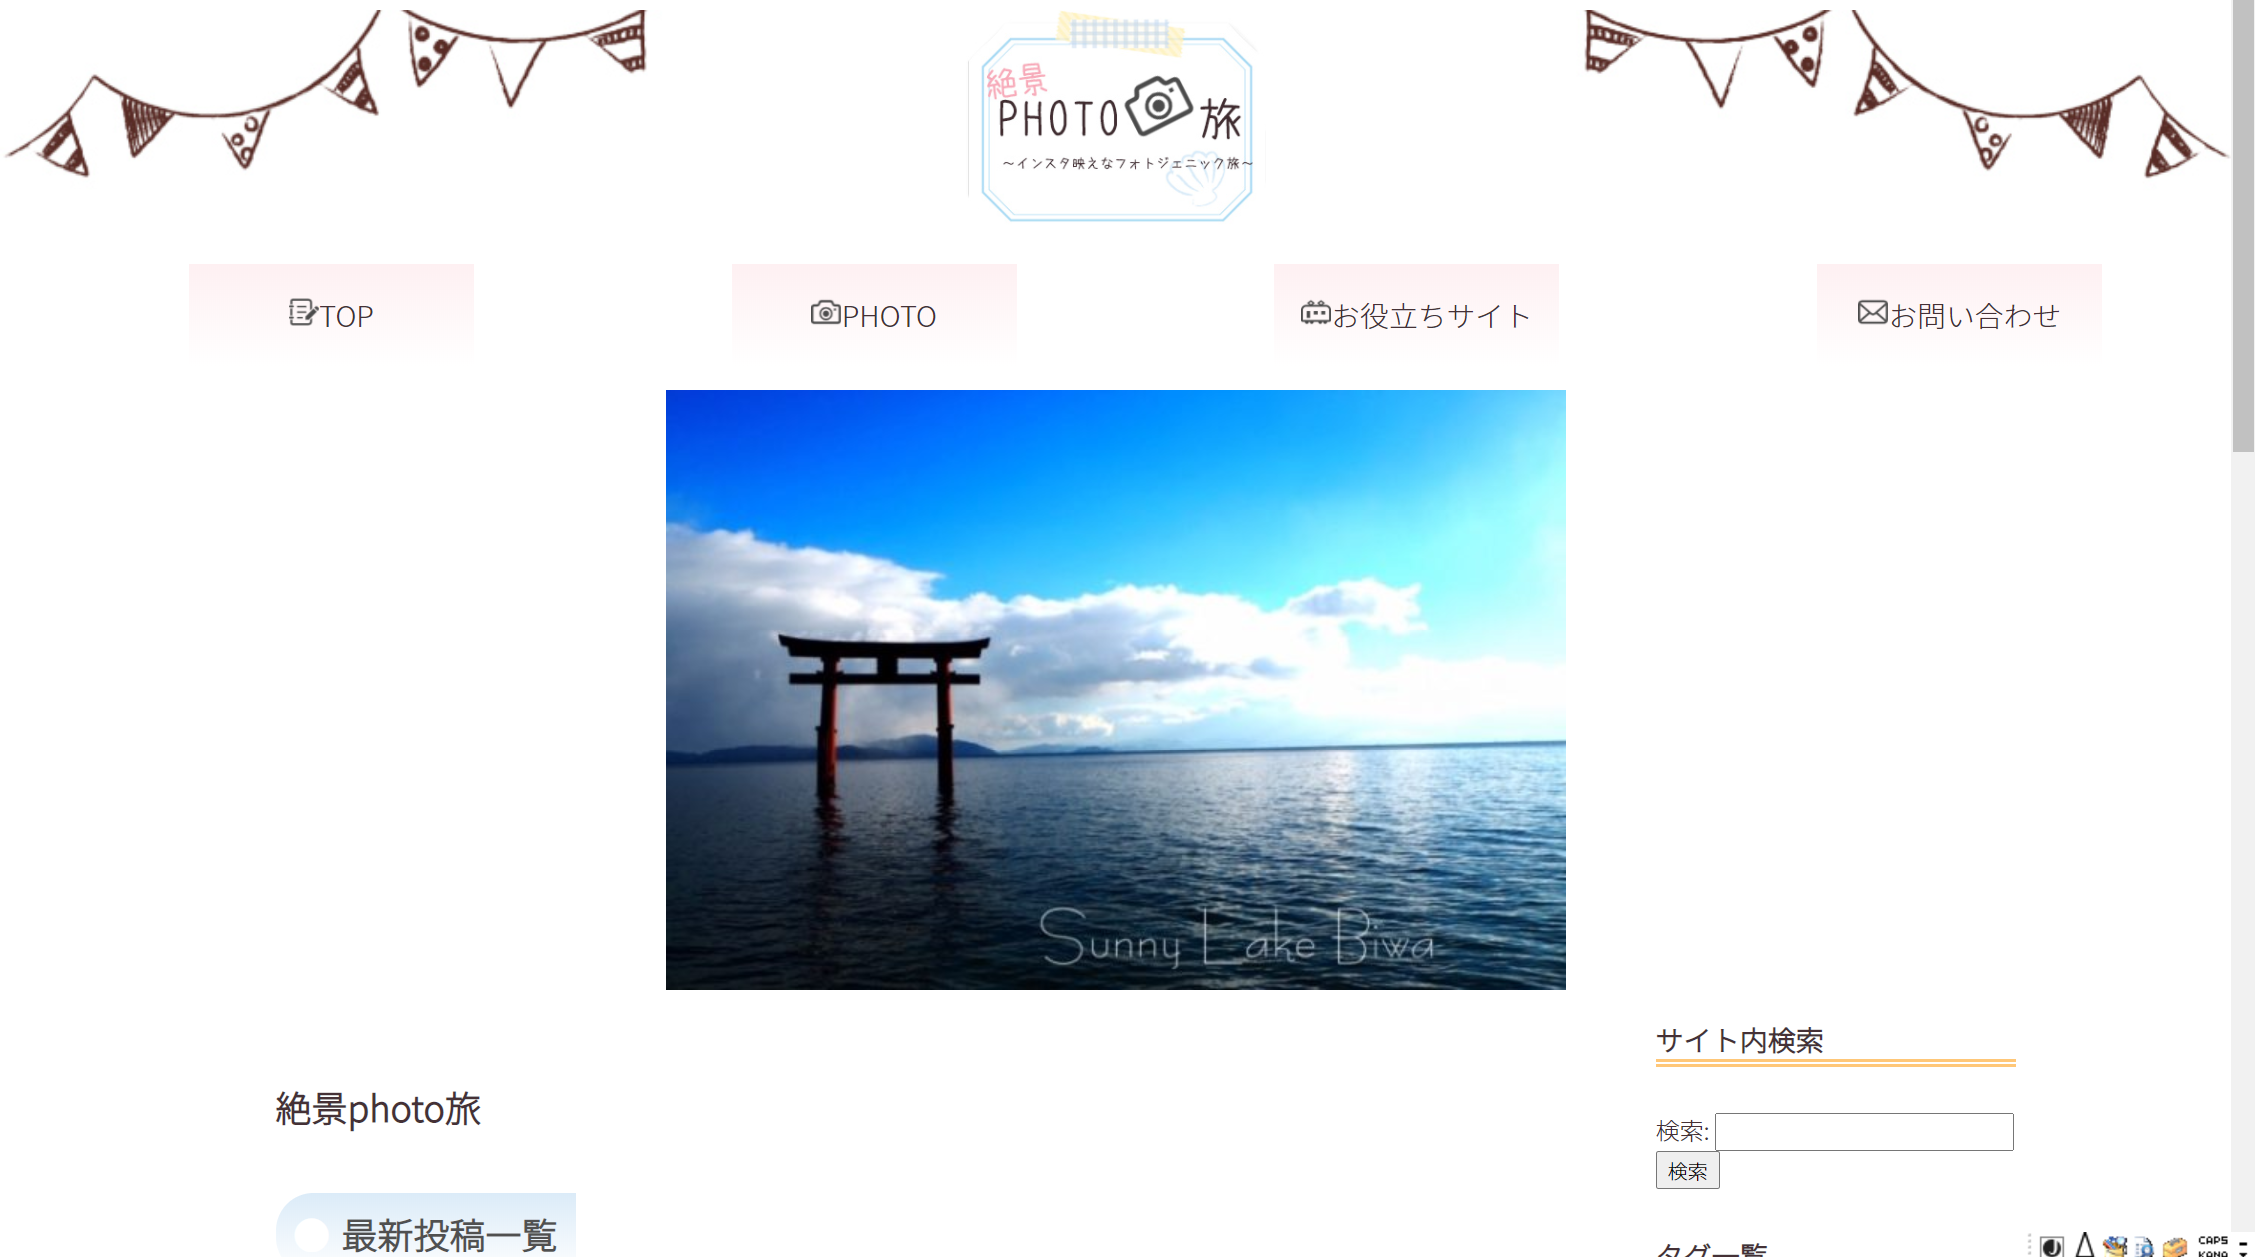 絶景
PHOTO 旅
～インスタ映えなフォトジェニック旅～
TOP
PHOTO
お役立ちサイト
お問い合わせ
Sunny Lake Biwa
サイト内検索
絶景photo旅
検索:
検索
最新投稿一覧
タグ一覧
CAPS
KANA